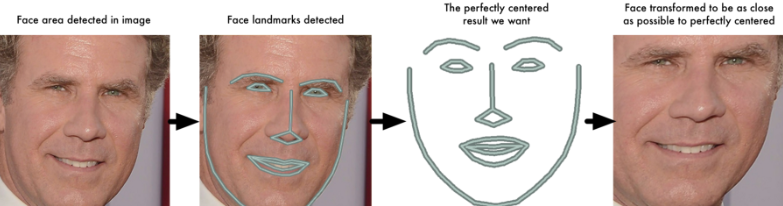 Face area detected in image
Face landmarks detected
The perfectly centered
result we want
Face transformed to be as close
as possible to perfectly centered